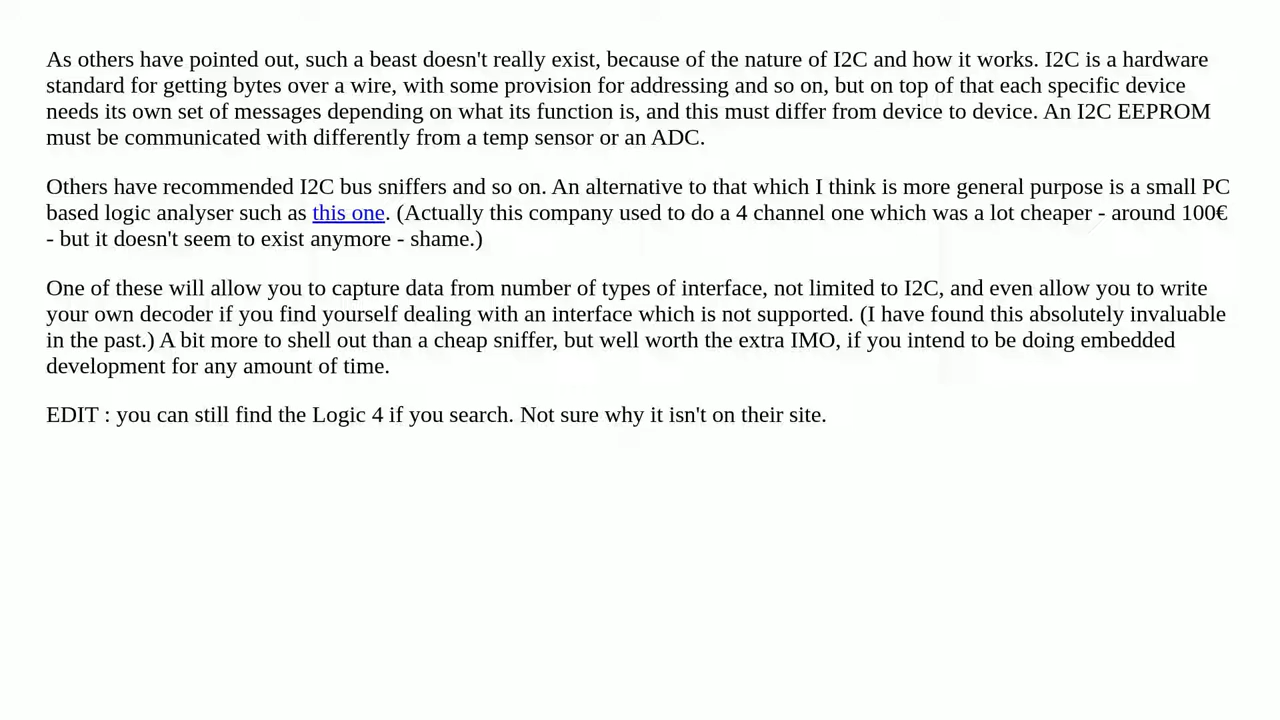 As others have pointed out, such a beast doesn't really exist, because of the nature of I2C and how it works. I2C is a hardware
standard for getting bytes over a wire, with some provision for addressing and so on, but on top of that each specific device
needs its own set of messages depending on what its function is, and this must differ from device to device. An I2C EEPROM
must be communicated with differently from a temp sensor or an ADC.
Others have recommended I2C bus sniffers and so on. An alternative to that which I think is more general purpose is a small PC
based logic analyser such as this one. (Actually this company used to do a 4 channel one which was a lot cheaper - around 100€
- but it doesn't seem to exist anymore - shame.)
One of these will allow you to capture data from number of types of interface, not limited to I2C, and even allow you to write
your own decoder if you find yourself dealing with an interface which is not supported. (I have found this absolutely invaluable
in the past.) A bit more to shell out than a cheap sniffer, but well worth the extra IMO, if you intend to be doing embedded
development for any amount of time.
EDIT : you can still find the Logic 4 if you search. Not sure why it isn't on their site.